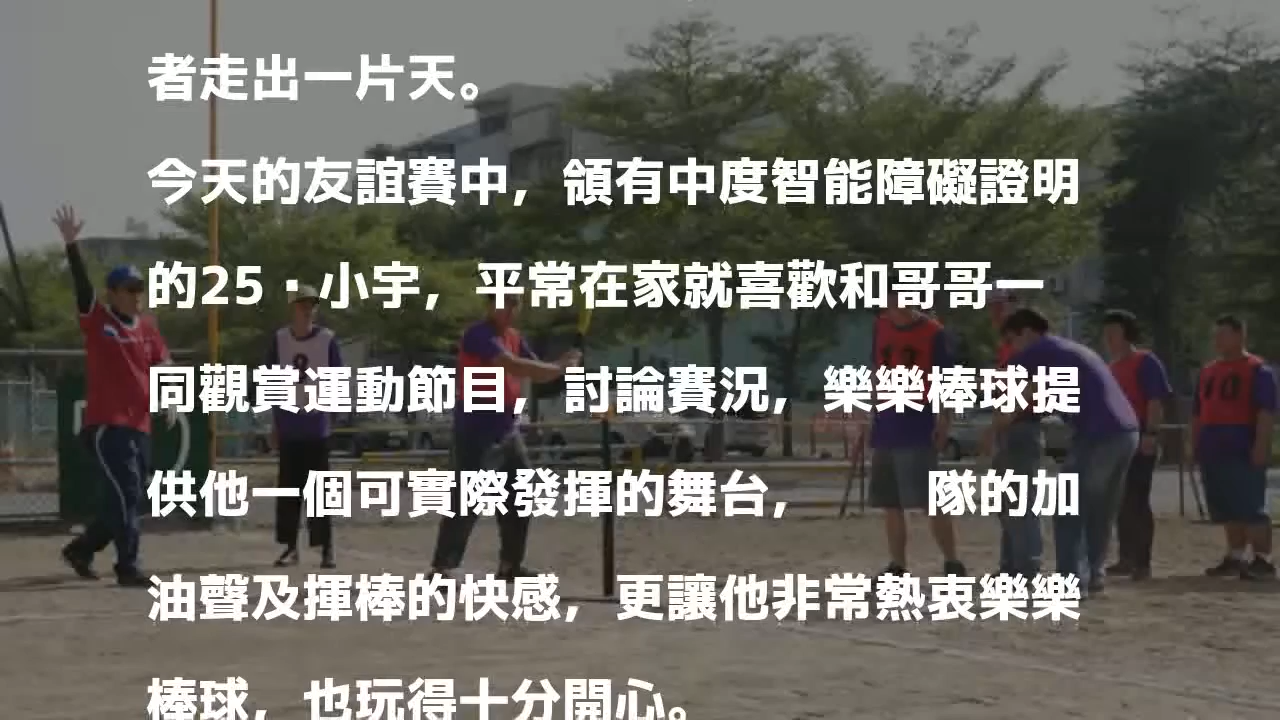 者走出一片天。
今天的友誼賽中，頜有中度智能障礙證明
的25·小宇，平常在家就喜歡和哥哥一
同觀賞運動節目，討論賽況，樂樂棒球提
供他一個可實際發揮的舞台，　　隊的加
油聲及揮棒的快感，更讓他非常熱衷樂樂
棒球，也玩得十分開心。
10